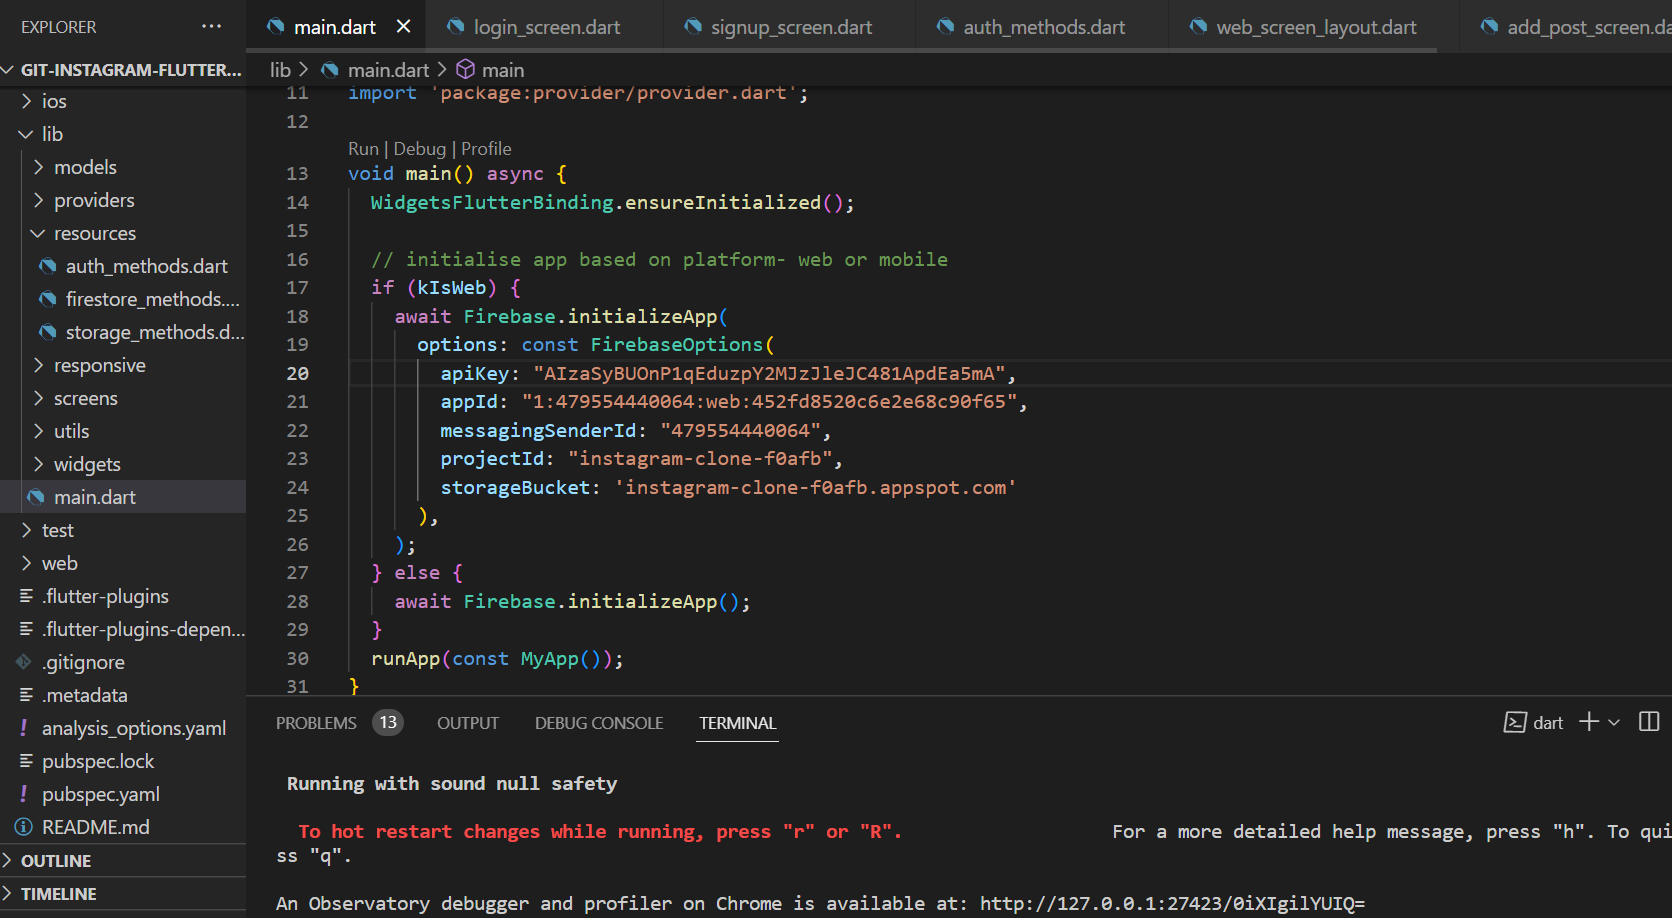 EXPLORER
GIT-INSTAGRAM-FLUTTER...
ios
lib
models
providers
resources
auth_methods.dart
firestore_methods....
storage_methods.d...
responsive
screens
utils
widgets
main.dart
test
web
.flutter-plugins
.flutter-plugins-depen...
.gitignore
.metadata
analysis_options.yaml
pubspec.lock
pubspec.yaml
README.md
OUTLINE
TIMELINE
main.dart login_screen.dart signup_screen.dart auth_methods.dart web_screen_layout.dart add_post_screen.da
lib > main.dart > main
11 import 'package:provider/provider.dart';
12
Run | Debug | Profile
13 void main() async {
14 WidgetsFlutterBinding.ensureInitialized();
15
16 // initialise app based on platform- web or mobile
17 if (kIsWeb) {
18 await Firebase.initializeApp(
19 options: const FirebaseOptions(
20 apiKey: "AIzaSyBUOnP1qEduzpY2MJzJleJC481ApdEa5mA",
21 appId: "1:479554440064:web:452fd8520c6e2e68c90f65",
22 messagingSenderId: "479554440064",
23 projectId: "instagram-clone-f0afb",
24 storageBucket: 'instagram-clone-f0afb.appspot.com'
25 ),
26 );
27 } else {
28 await Firebase.initializeApp();
29 }
30 runApp(const MyApp());
31 }
PROBLEMS 13 OUTPUT DEBUG CONSOLE TERMINAL dart
Running with sound null safety
To hot restart changes while running, press "r" or "R". For a more detailed help message, press "h". To qui
ss "q".
An Observatory debugger and profiler on Chrome is available at: http://127.0.0.1:27423/0iXIgilYUIQ=